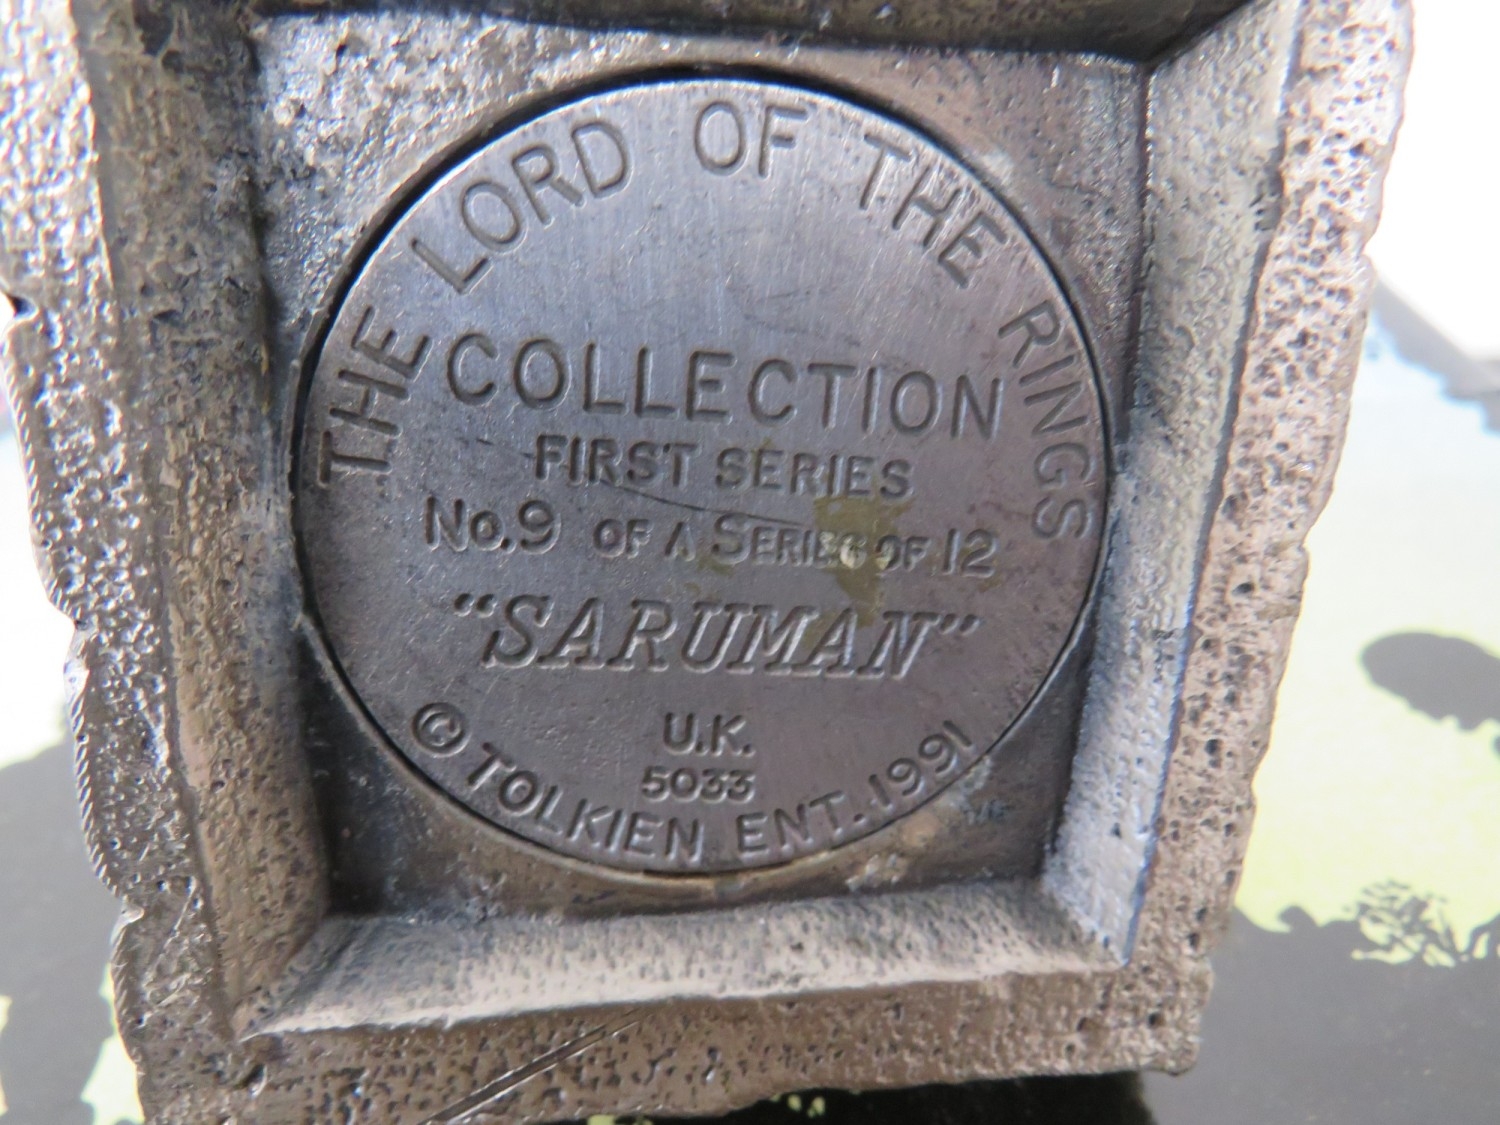 THE LORD OF THE RINGS
COLLECTION
FIRST SERIES
No.9 OF A SERIES OF 12
"SARUMAN"
U.K.
5033
© TOLKIEN ENT. 1991